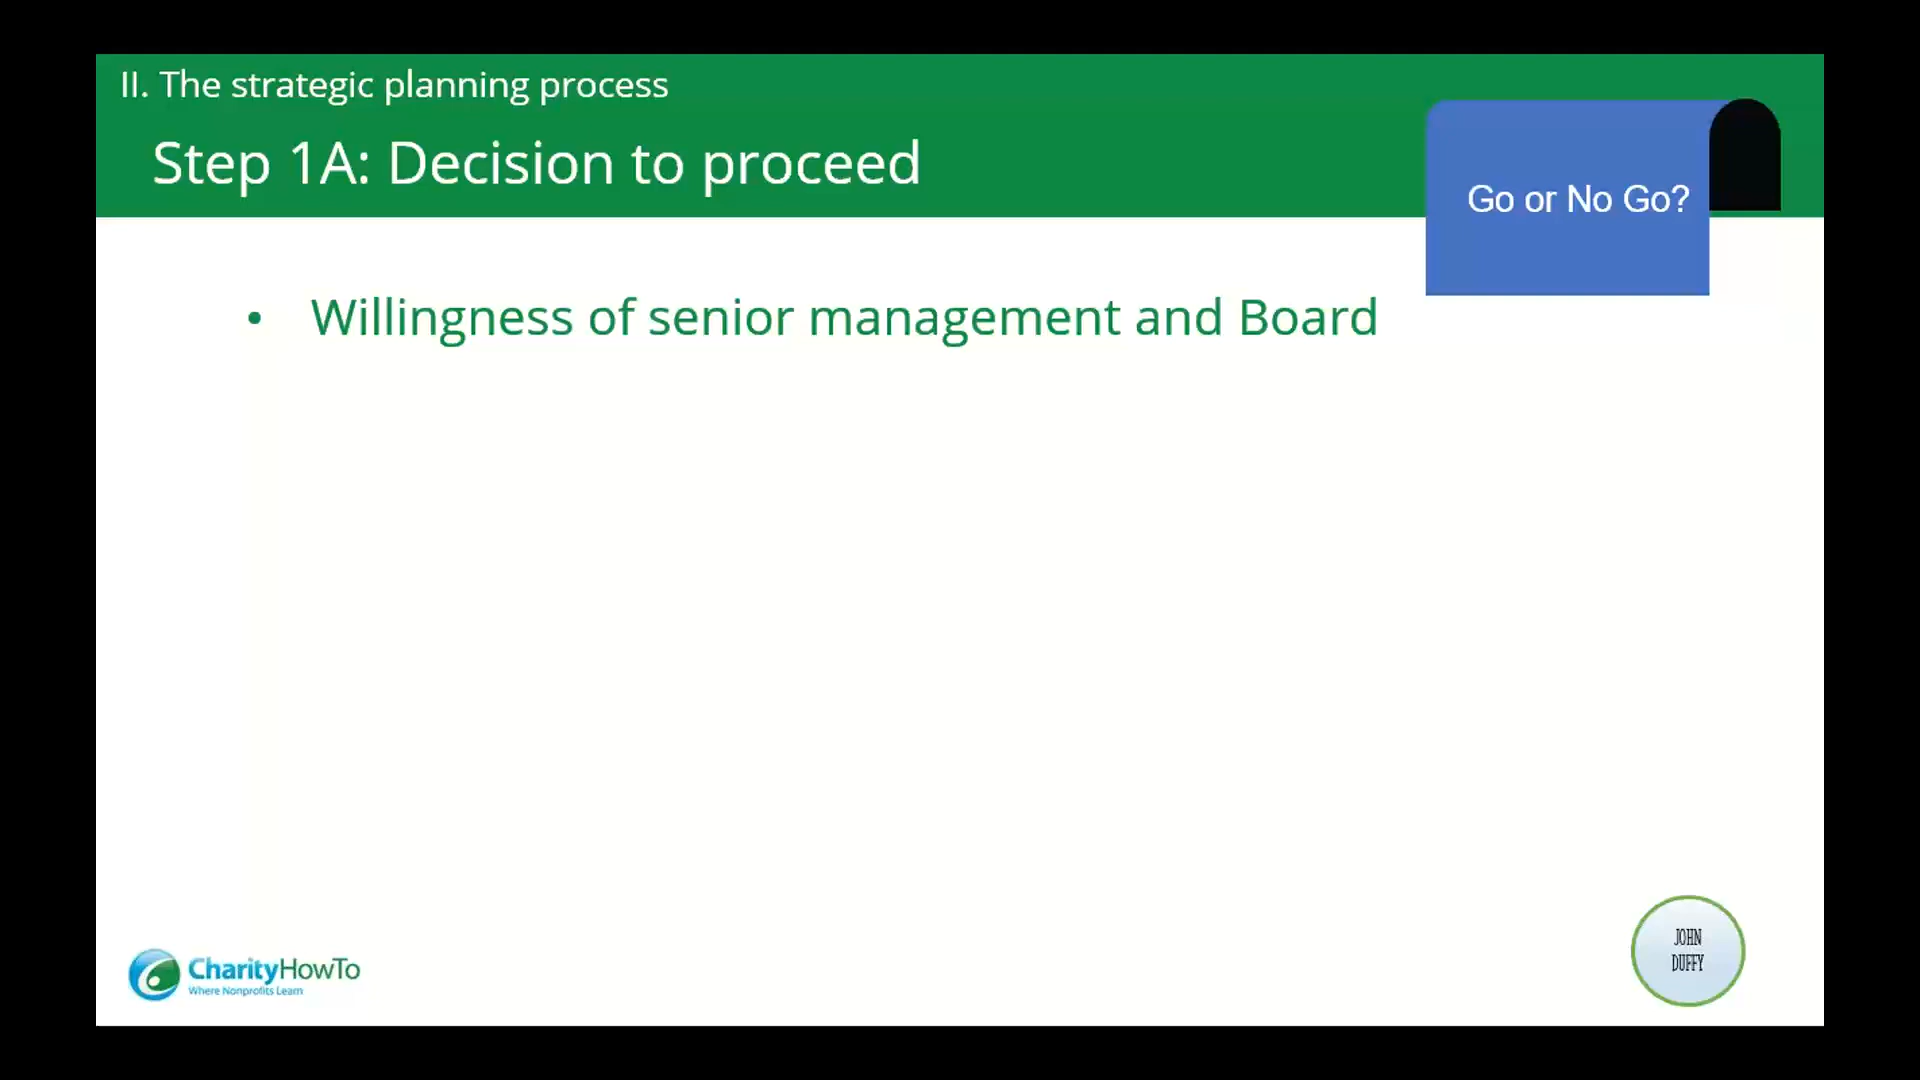 II. The strategic planning process
Step 1A: Decision to proceed
Go or No Go?
• Willingness of senior management and Board
CharityHowTo
Where Nonprofits Learn
JOHN
DUFFY